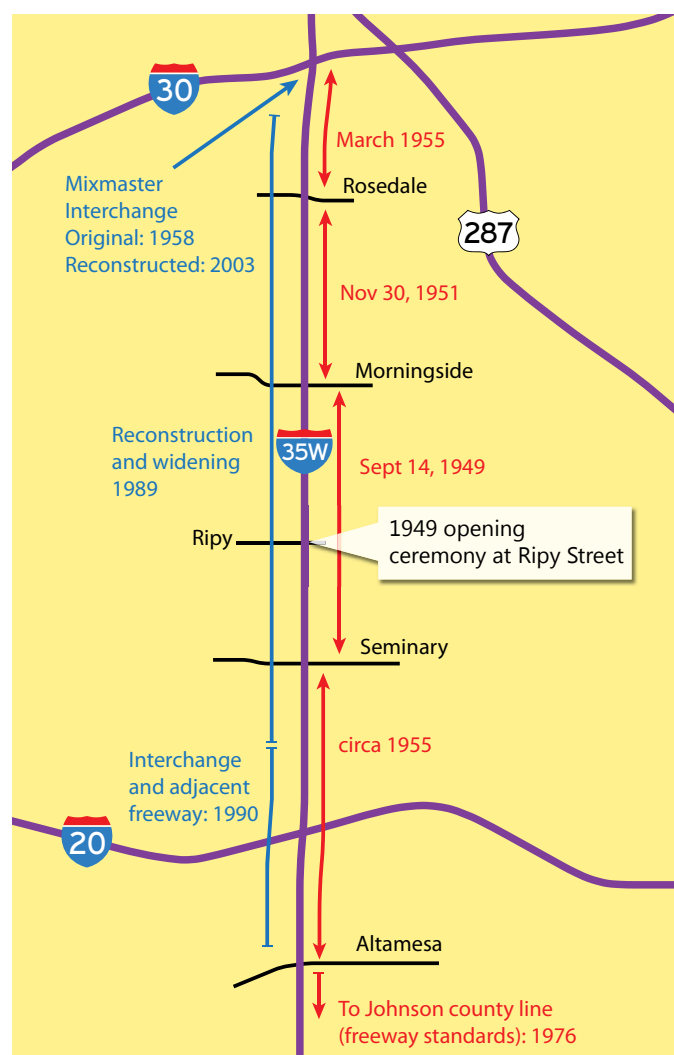 30
March 1955
Rosedale
Mixmaster
Interchange
Original: 1958
Reconstructed: 2003
287
Nov 30, 1951
Morningside
Reconstruction
and widening
1989
35W
Sept 14, 1949
Ripy
1949 opening
ceremony at Ripy Street
Seminary
circa 1955
Interchange
and adjacent
freeway: 1990
20
Altamesa
To Johnson county line
(freeway standards): 1976